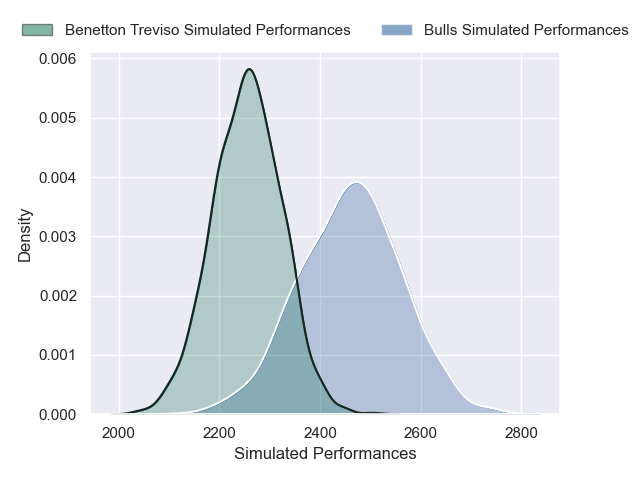 Benetton Treviso Simulated Performances
Bulls Simulated Performances
0.006
0.005
0.004
0.003
0.002
0.001
0.000
Density
2000 2200 2400 2600 2800
Simulated Performances